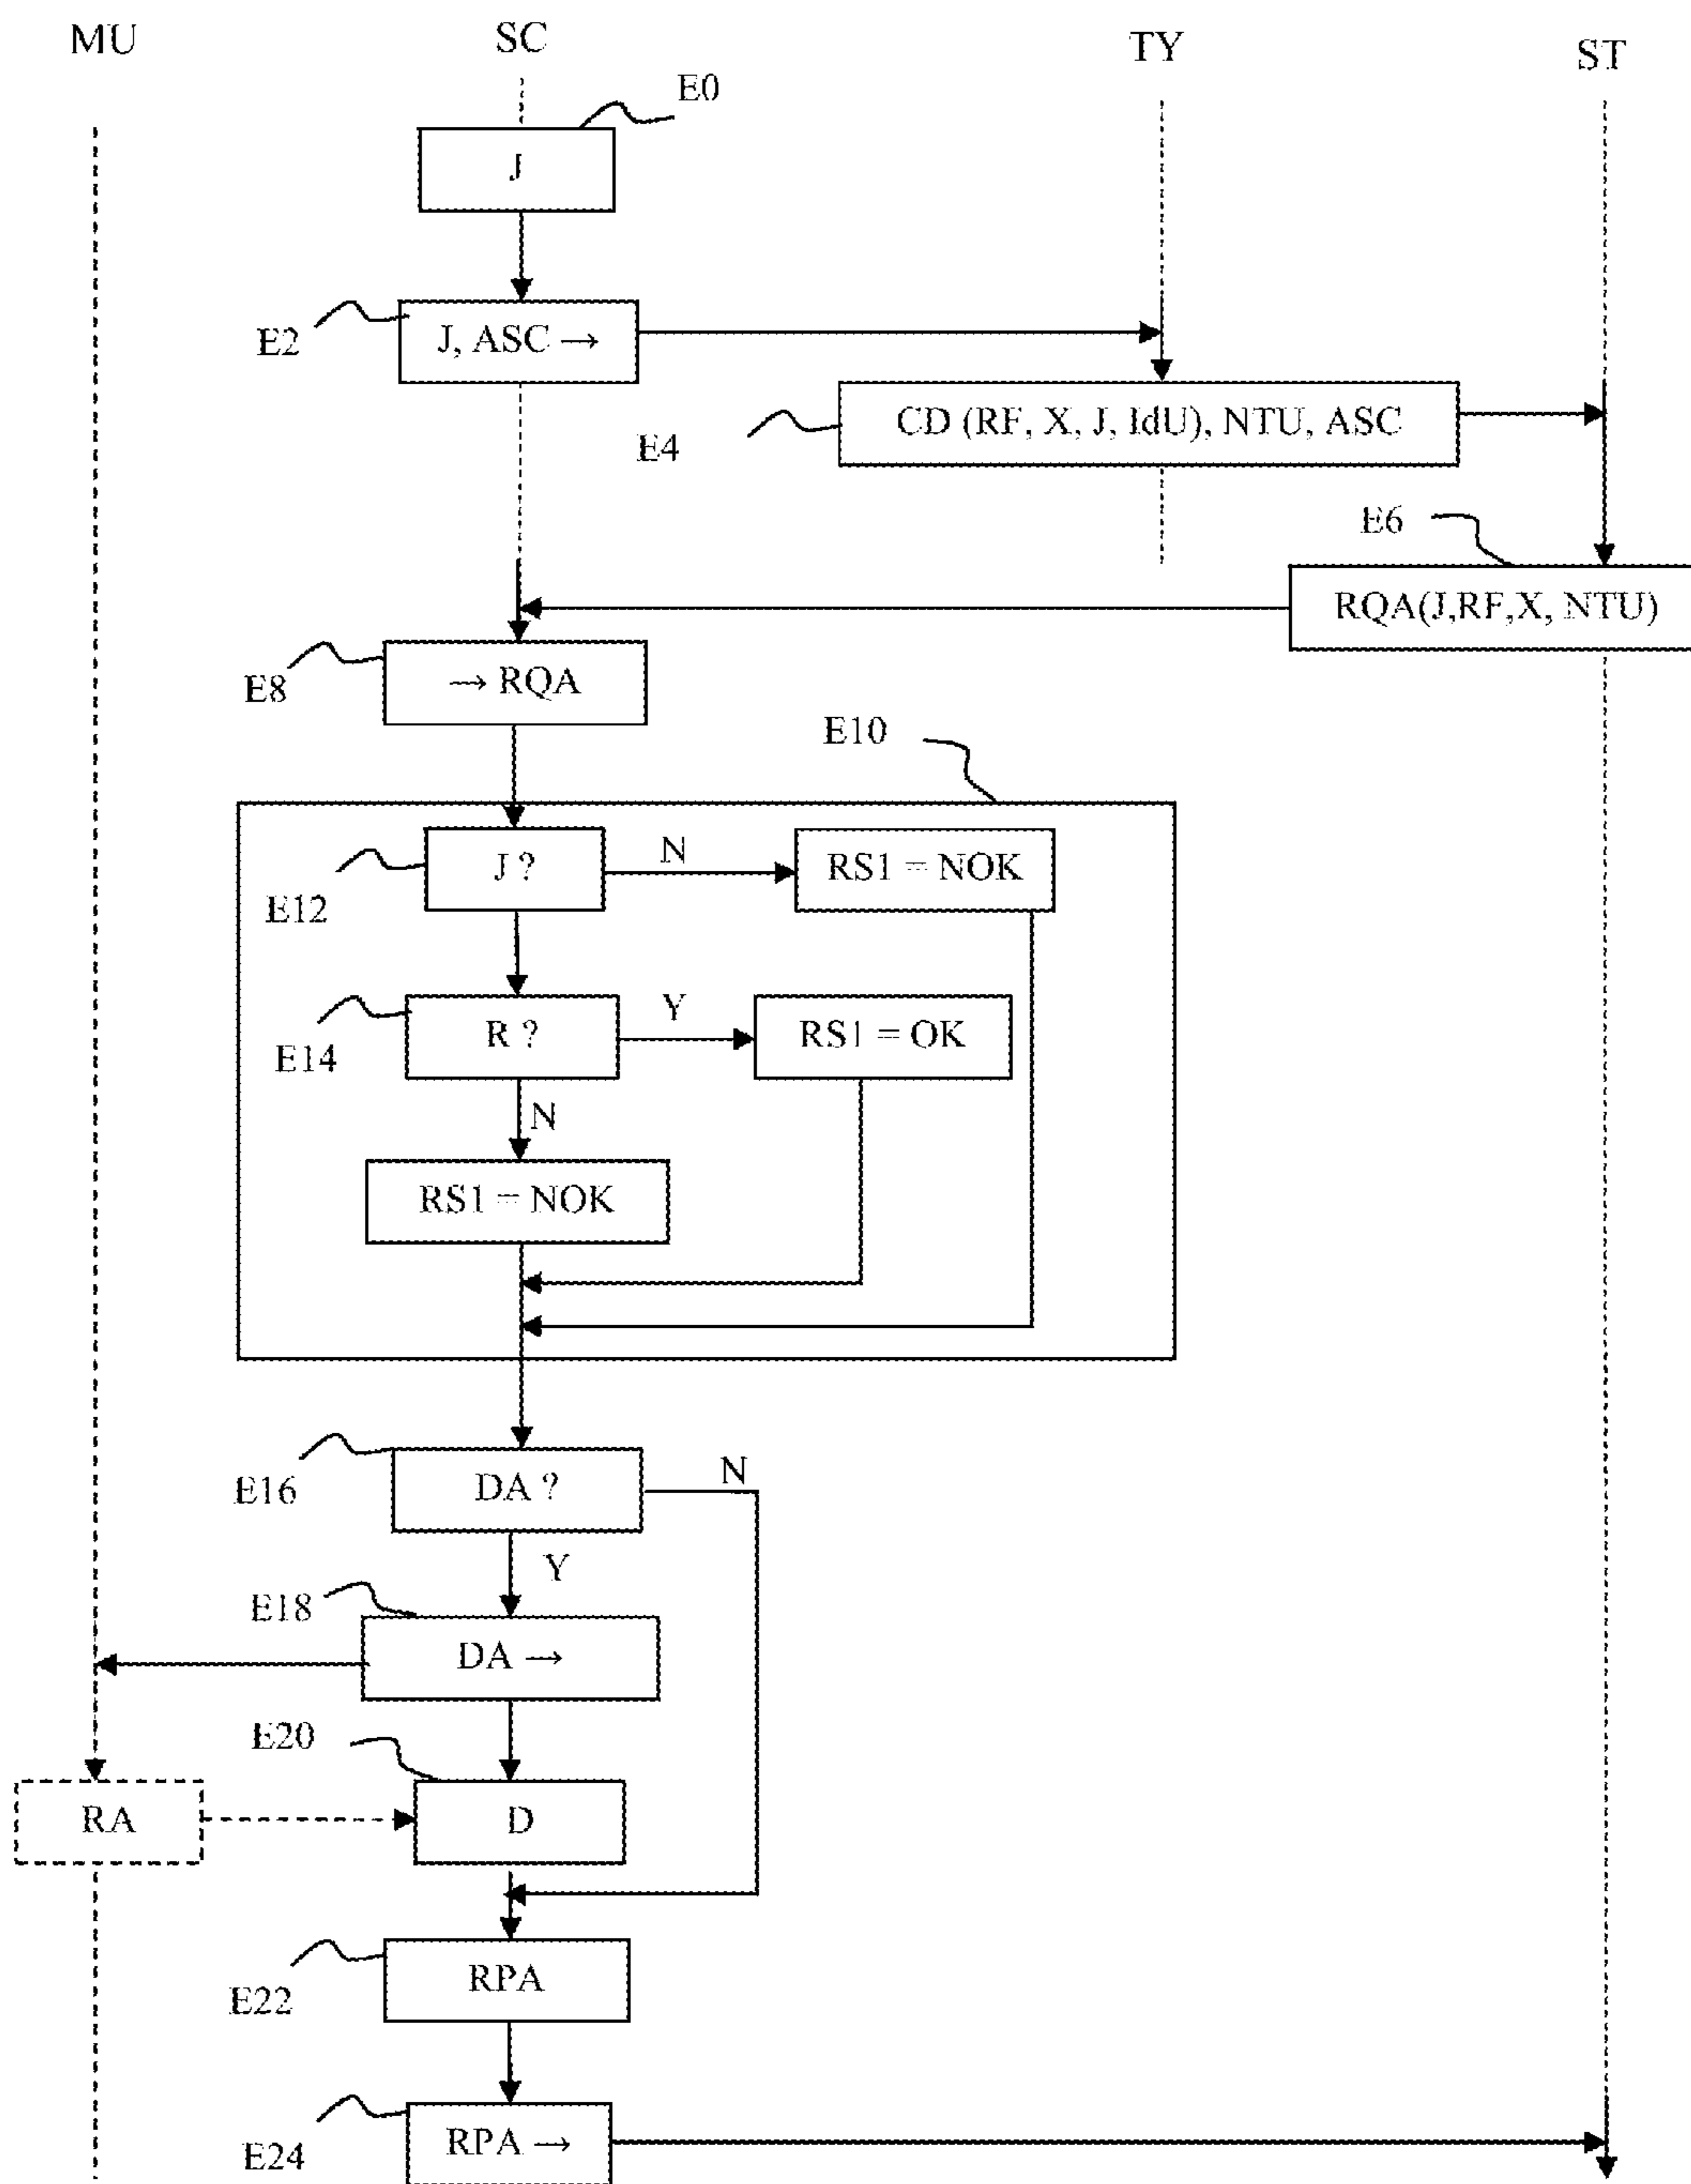 MU
SC
TY
ST
E0
J
E2
J, ASC →
CD (RF, X, J, IdU), NTU, ASC
E4
E6
RQA(J,RF,X, NTU)
E8
→ RQA
E10
J ?
N
RS1 = NOK
E12
R ?
Y
RS1 = OK
E14
N
RS1 = NOK
DA ?
N
E16
Y
E18
DA →
E20
RA
D
RPA
E22
RPA →
E24